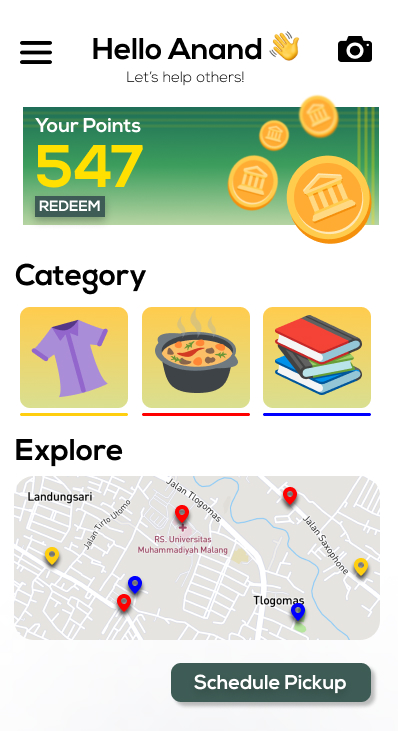 Hello Anand 👋
Let's help others!
Your Points
547
REDEEM
Category
Explore
Landungsari
Jalan Tirto Utomo
Jalan Tlogomas
RS. Universitas
Muhammadiyah Malang
Jalan Saxophone
Tlogomas
Schedule Pickup